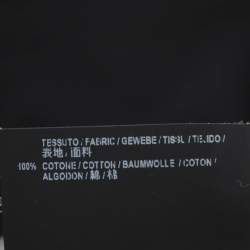 TESSUTO / FABRIC / GEWEBE / TISSU / TEJIDO /
表地 / 面料
100% COTONE / COTTON / BAUMWOLLE / COTON /
ALGODON / 綿 / 棉